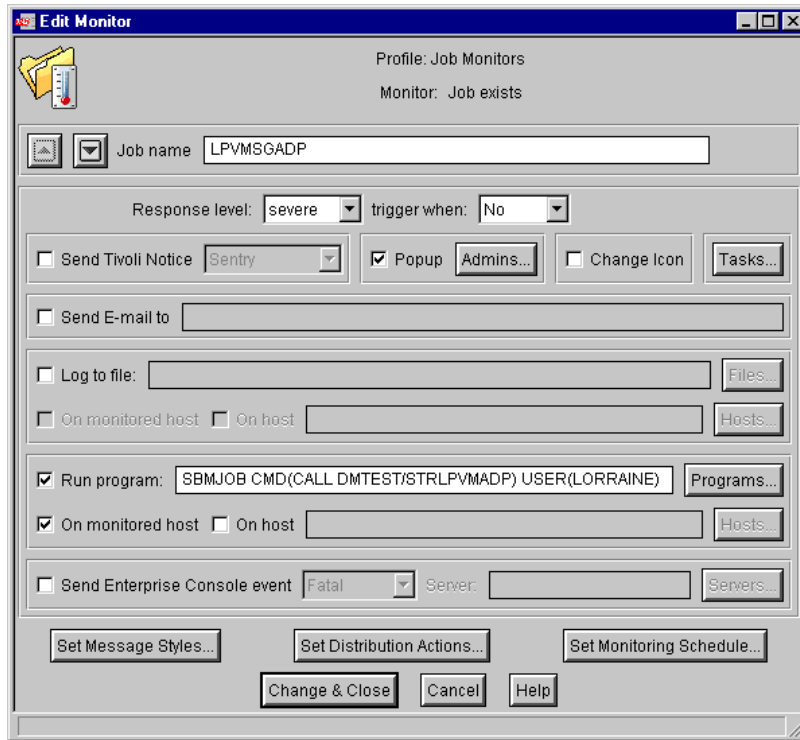 Edit Monitor
Profile: Job Monitors
Monitor: Job exists
Job name LPVMSGADP
Response level: severe trigger when: No
Send Tivoli Notice Sentry Popup Admins... Change Icon Tasks...
Send E-mail to
Log to file: Files...
On monitored host On host Hosts...
Run program: SBMJOB CMD(CALL DMTEST/STRLPVMADP) USER(LORRAINE) Programs...
On monitored host On host Hosts...
Send Enterprise Console event Fatal Server: Servers...
Set Message Styles... Set Distribution Actions... Set Monitoring Schedule...
Change & Close Cancel Help